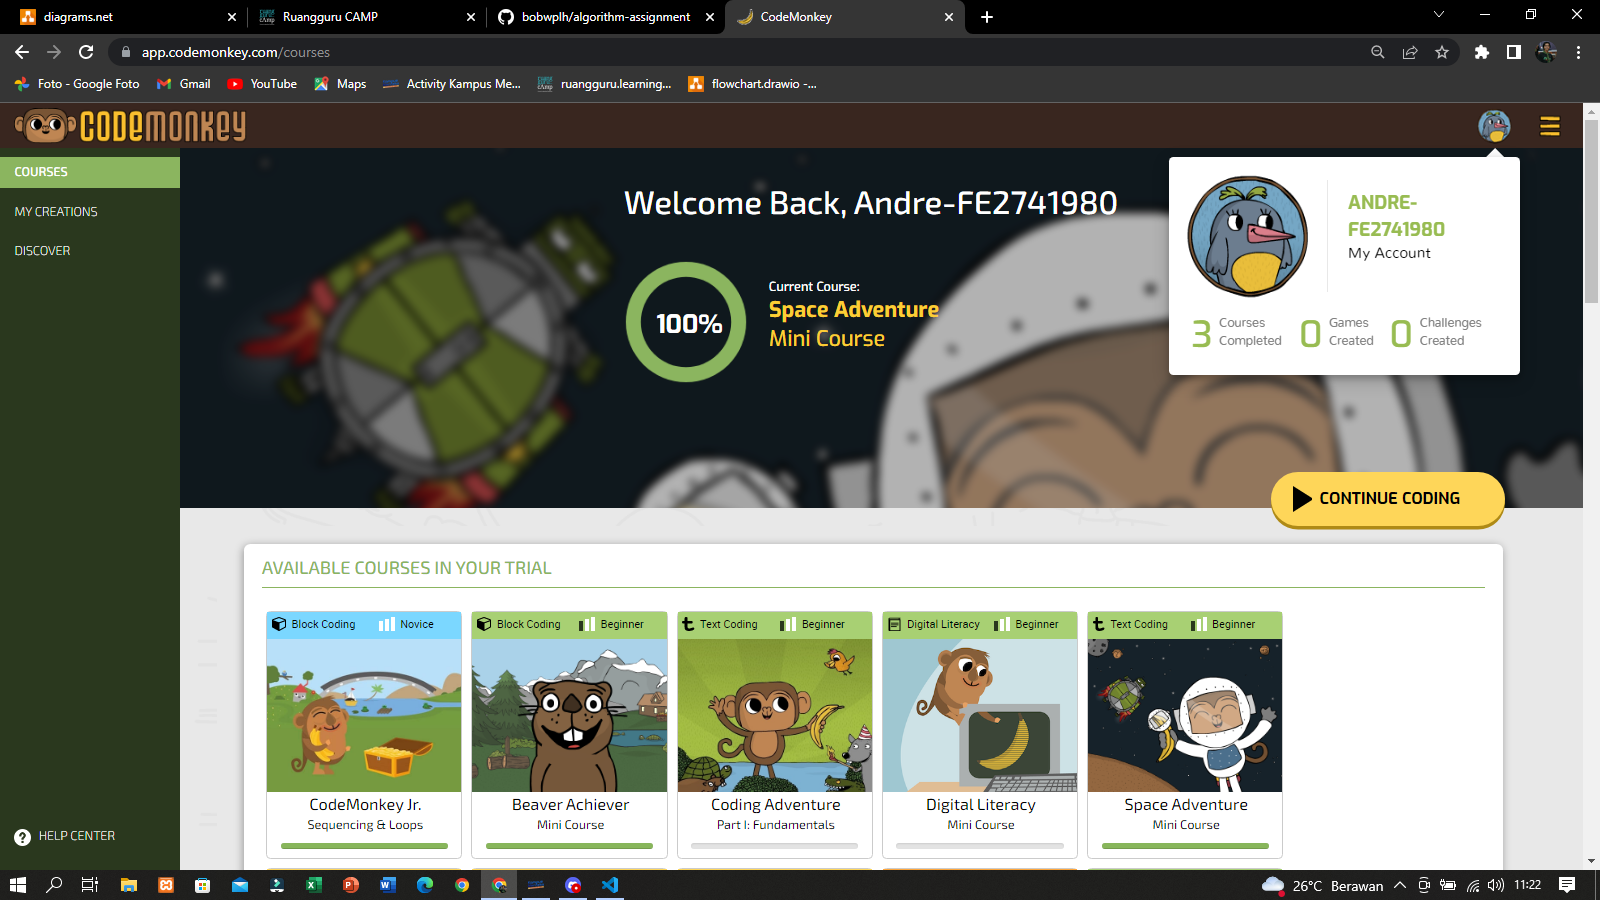 diagrams.net
Ruangguru CAMP
bobwplh/algorithm-assignment
CodeMonkey
app.codemonkey.com/courses
Foto - Google Foto
Gmail
YouTube
Maps
Activity Kampus Me...
ruangguru.learning...
flowchart.drawio -...
CODEMONKEY
COURSES
MY CREATIONS
DISCOVER
HELP CENTER
Welcome Back, Andre-FE2741980
100%
Current Course:
Space Adventure
Mini Course
ANDRE-
FE2741980
My Account
3 Courses
Completed
0 Games
Created
0 Challenges
Created
CONTINUE CODING
AVAILABLE COURSES IN YOUR TRIAL
Block Coding Novice
CodeMonkey Jr.
Sequencing & Loops
Block Coding Beginner
Beaver Achiever
Mini Course
Text Coding Beginner
Coding Adventure
Part I: Fundamentals
Digital Literacy Beginner
Digital Literacy
Mini Course
Text Coding Beginner
Space Adventure
Mini Course
26°C Berawan
11:22